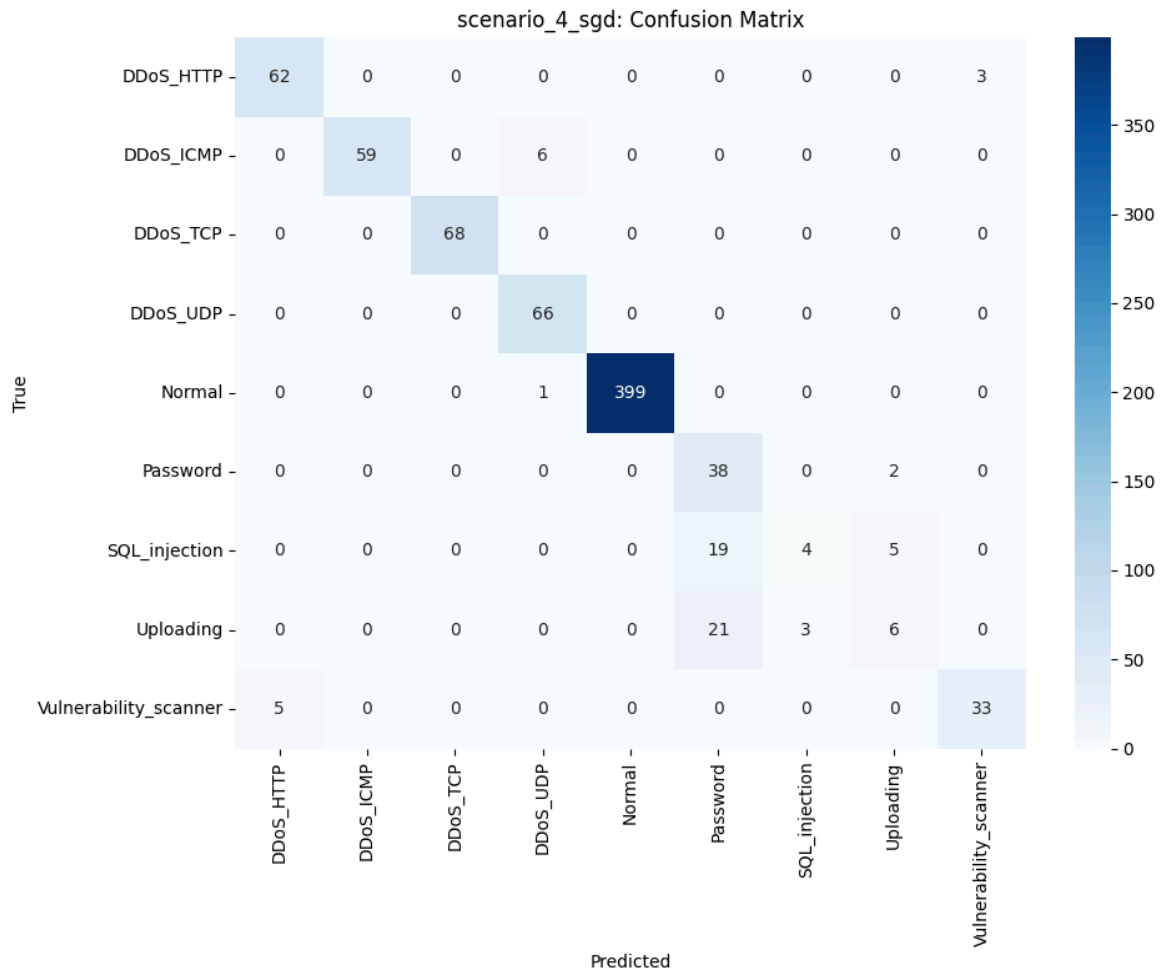 scenario_4_sgd: Confusion Matrix
DDoS_HTTP 62 0 0 0 0 0 0 0 3
DDoS_ICMP 0 59 0 6 0 0 0 0 0
DDoS_TCP 0 0 68 0 0 0 0 0 0
DDoS_UDP 0 0 0 66 0 0 0 0 0
Normal 0 0 0 1 399 0 0 0 0
Password 0 0 0 0 0 38 0 2 0
SQL_injection 0 0 0 0 0 19 4 5 0
Uploading 0 0 0 0 0 21 3 6 0
Vulnerability_scanner 5 0 0 0 0 0 0 0 33
True
DDoS_HTTP
DDoS_ICMP
DDoS_TCP
DDoS_UDP
Normal
Password
SQL_injection
Uploading
Vulnerability_scanner
Predicted
350
300
250
200
150
100
50
0